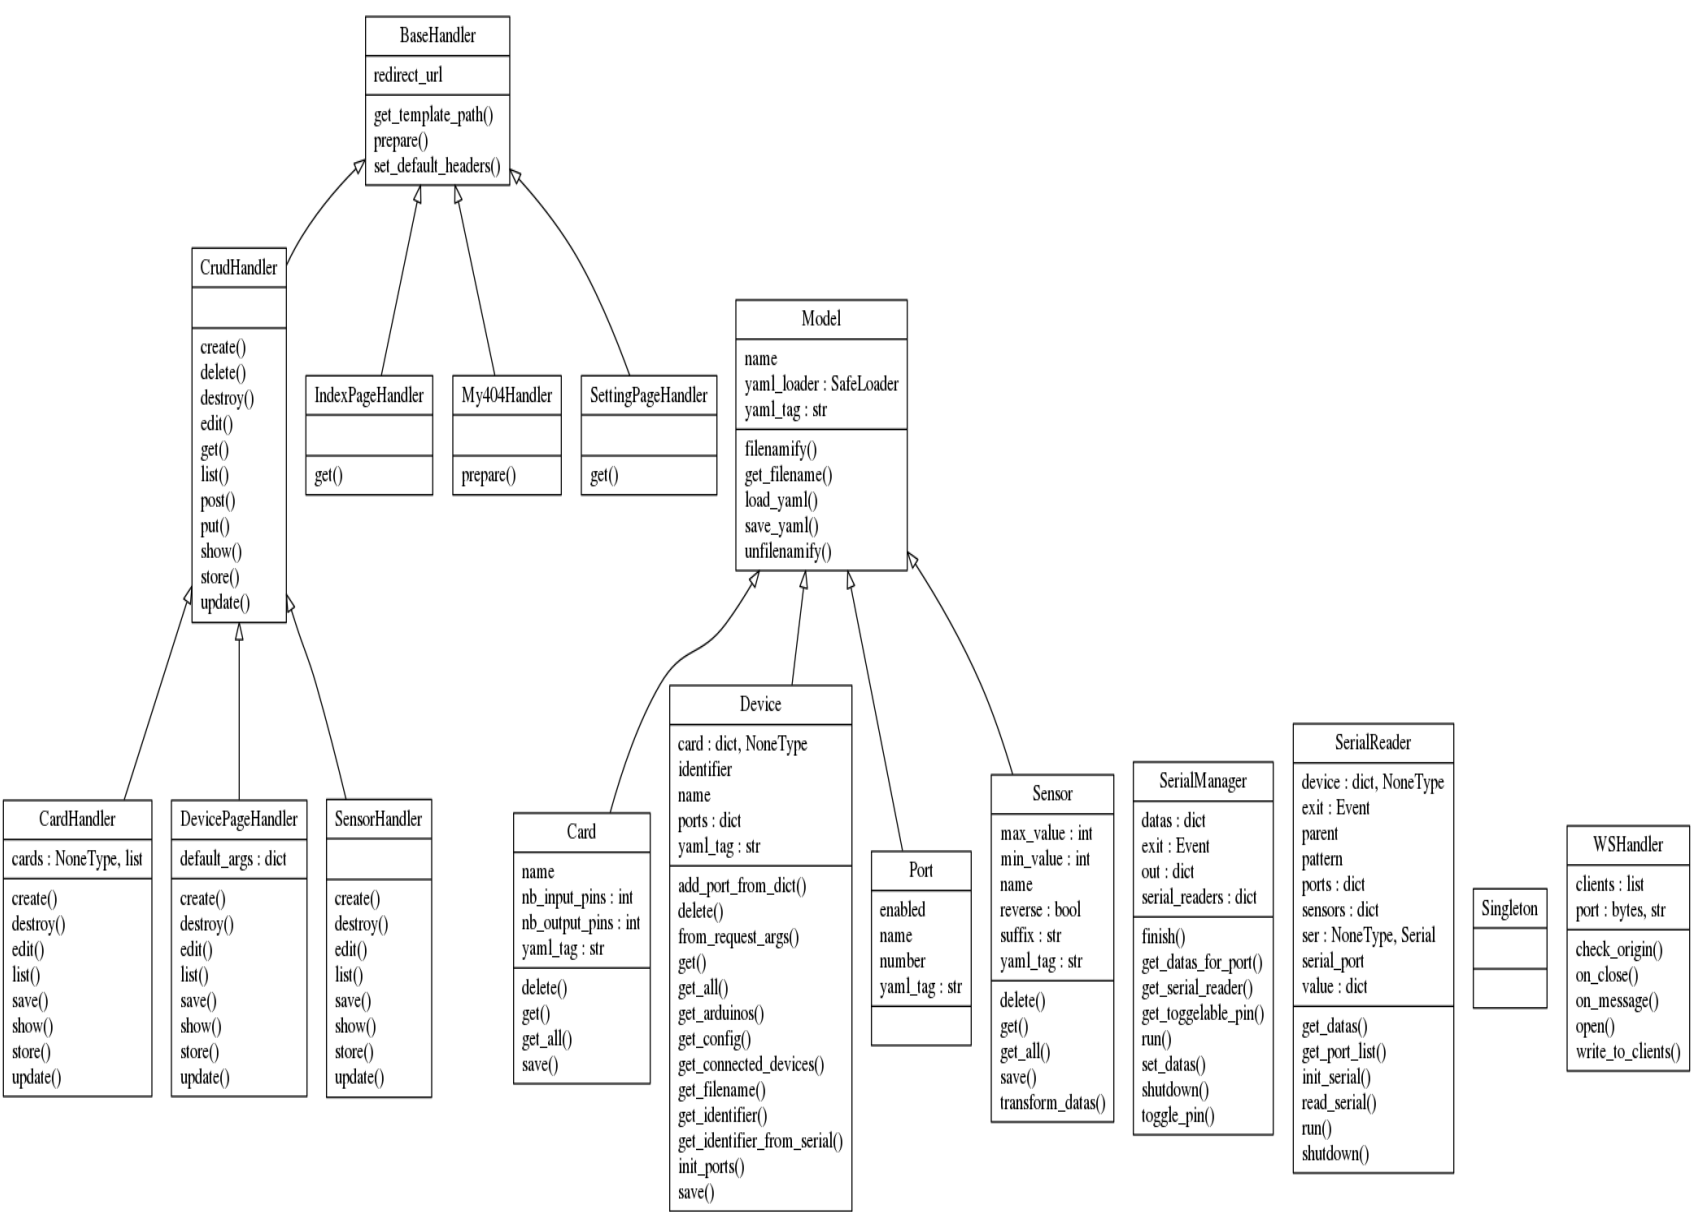 BaseHandler
redirect_url
get_template_path()
prepare()
set_default_headers()
CrudHandler
create()
delete()
destroy()
edit()
get()
list()
post()
put()
show()
store()
update()
IndexPageHandler
get()
My404Handler
prepare()
SettingPageHandler
get()
Model
name
yaml_loader : SafeLoader
yaml_tag : str
filenamify()
get_filename()
load_yaml()
save_yaml()
unfilenamify()
CardHandler
cards : NoneType, list
create()
destroy()
edit()
list()
save()
show()
store()
update()
DevicePageHandler
default_args : dict
create()
destroy()
edit()
list()
save()
show()
store()
update()
SensorHandler
create()
destroy()
edit()
list()
save()
show()
store()
update()
Card
name
nb_input_pins : int
nb_output_pins : int
yaml_tag : str
delete()
get()
get_all()
save()
Device
card : dict, NoneType
identifier
name
ports : dict
yaml_tag : str
add_port_from_dict()
delete()
from_request_args()
get()
get_all()
get_arduinos()
get_config()
get_connected_devices()
get_filename()
get_identifier()
get_identifier_from_serial()
init_ports()
save()
Port
enabled
name
number
yaml_tag : str
Sensor
max_value : int
min_value : int
name
reverse : bool
suffix : str
yaml_tag : str
delete()
get()
get_all()
save()
transform_datas()
SerialManager
datas : dict
exit : Event
out : dict
serial_readers : dict
finish()
get_datas_for_port()
get_serial_reader()
get_toggelable_pin()
run()
set_datas()
shutdown()
toggle_pin()
SerialReader
device : dict, NoneType
exit : Event
parent
pattern
ports : dict
sensors : dict
ser : NoneType, Serial
serial_port
value : dict
get_datas()
get_port_list()
init_serial()
read_serial()
run()
shutdown()
Singleton
WSHandler
clients : list
port : bytes, str
check_origin()
on_close()
on_message()
open()
write_to_clients()